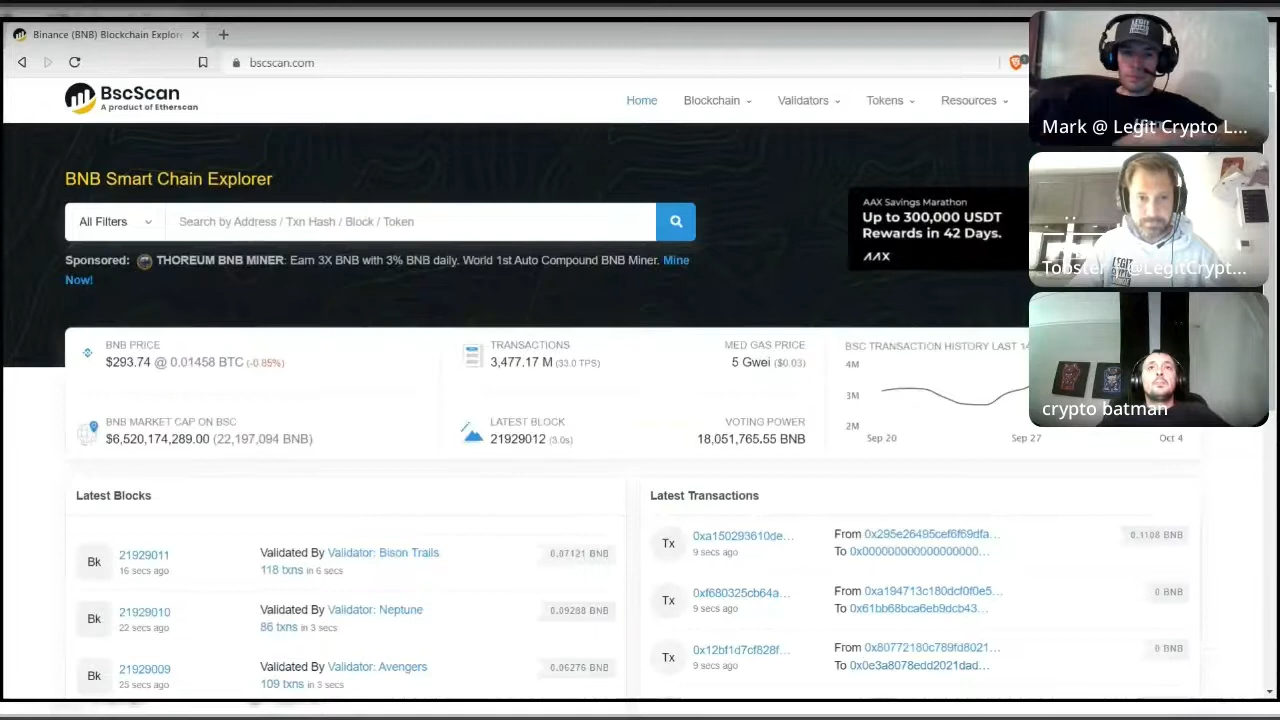 Binance (BNB) Blockchain Explor
bscscan.com
BscScan
A product of Etherscan
Home
Blockchain
Validators
Tokens
Resources
BNB Smart Chain Explorer
All Filters
Search by Address / Txn Hash / Block / Token
Sponsored: THOREUM BNB MINER: Earn 3X BNB with 3% BNB daily. World 1st Auto Compound BNB Miner. Mine
Now!
AAX Savings Marathon
Up to 300,000 USDT
Rewards in 42 Days.
AAX
Mark @ Legit Crypto L...
Tobster @LegitCrypt...
crypto batman
BNB PRICE
$293.74 @ 0.01458 BTC (-0.85%)
TRANSACTIONS
3,477.17 M (33.0 TPS)
MED GAS PRICE
5 Gwei ($0.03)
BNB MARKET CAP ON BSC
$6,520,174,289.00 (22,197,094 BNB)
LATEST BLOCK
21929012 (3.0s)
VOTING POWER
18,051,765.55 BNB
BSC TRANSACTION HISTORY LAST 14
4M
3M
2M
Sep 20
Sep 27
Oct 4
Latest Blocks
Bk
21929011
16 secs ago
Validated By Validator: Bison Trails
118 txns in 6 secs
0.07121 BNB
Bk
21929010
22 secs ago
Validated By Validator: Neptune
86 txns in 3 secs
0.09288 BNB
Bk
21929009
25 secs ago
Validated By Validator: Avengers
109 txns in 3 secs
0.06276 BNB
Latest Transactions
Tx
0xa150293610de...
9 secs ago
From 0x295e26495cef6f69dfa...
To 0x000000000000000000...
0.1108 BNB
Tx
0xf680325cb64a...
9 secs ago
From 0xa194713c180dcf0f0e5...
To 0x61bb68bca6eb9dcb43...
0 BNB
Tx
0x12bf1d7cf828f...
9 secs ago
From 0x80772180c789fd8021...
To 0x0e3a8078edd2021dad...
0 BNB